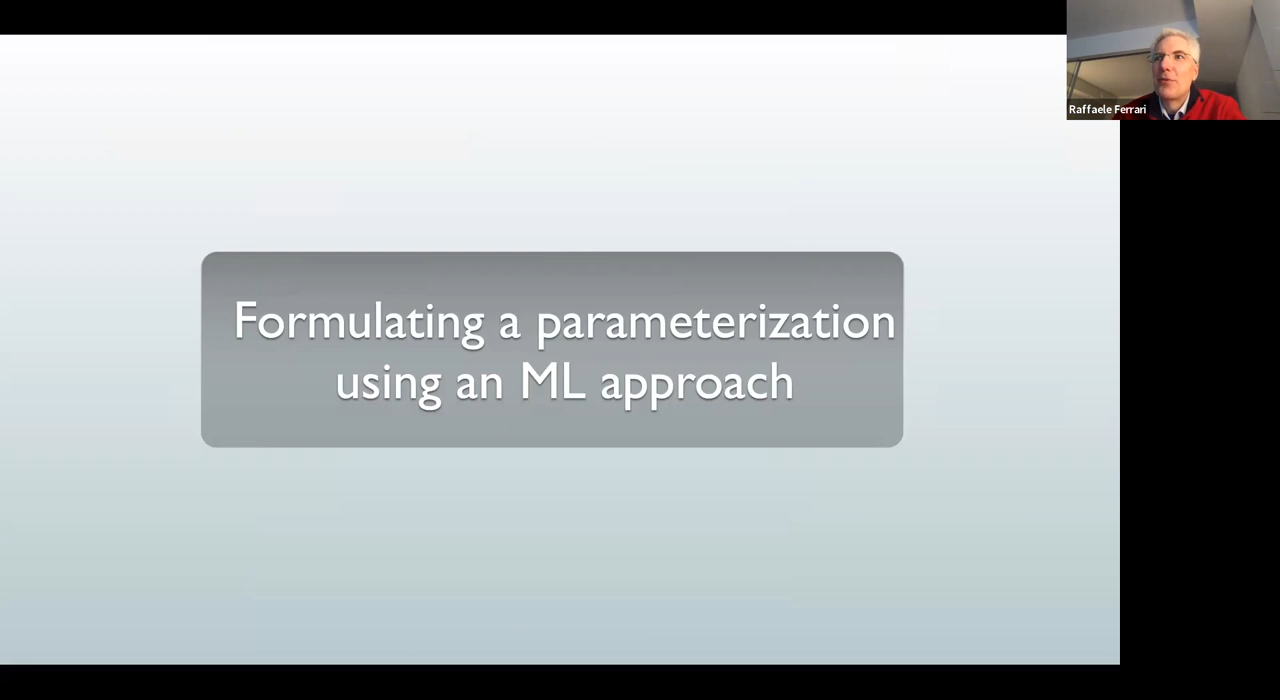 Raffaele Ferrari
Formulating a parameterization
using an ML approach